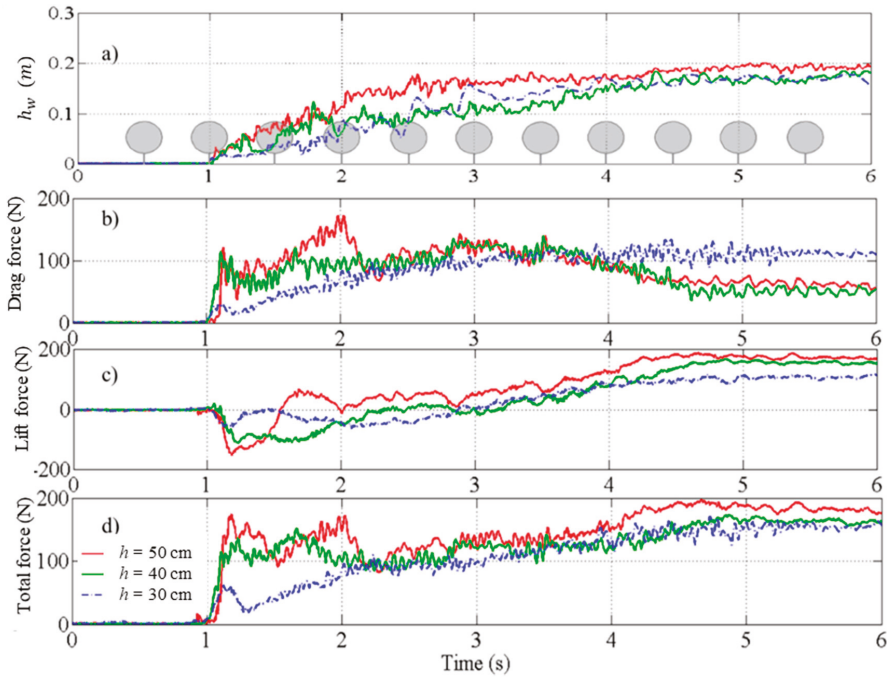 0.3
0.2
0.1
0
h_w (m)
a)
0 1 2 3 4 5 6
200
100
0
Drag force (N)
b)
0 1 2 3 4 5 6
200
0
-200
Lift force (N)
c)
0 1 2 3 4 5 6
200
100
0
Total force (N)
d)
h = 50 cm
h = 40 cm
h = 30 cm
0 1 2 3 4 5 6
Time (s)